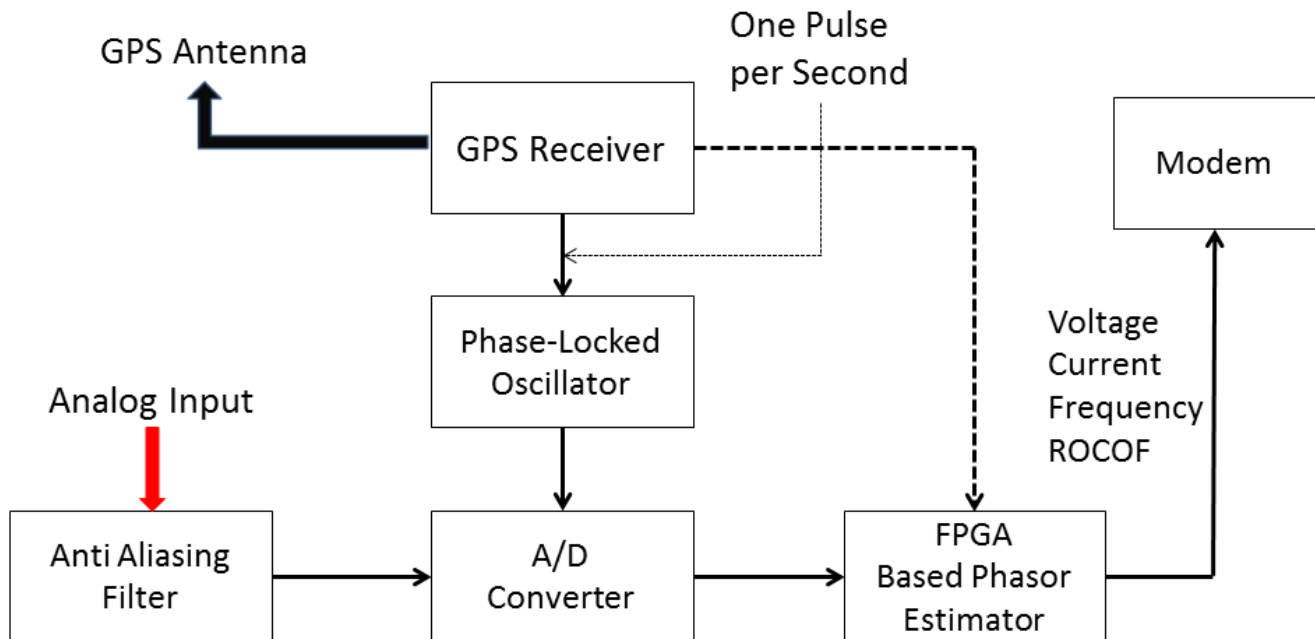 GPS Antenna
One Pulse
per Second
GPS Receiver
Modem
Phase-Locked
Oscillator
Voltage
Current
Frequency
ROCOF
Analog Input
Anti Aliasing
Filter
A/D
Converter
FPGA
Based Phasor
Estimator